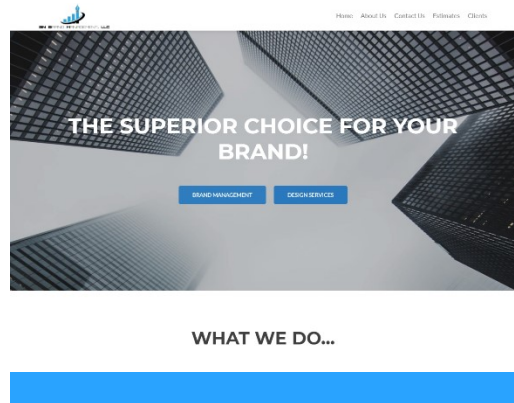 Home About Us Contact Us Estimates Clients
THE SUPERIOR CHOICE FOR YOUR
BRAND!
BRAND MANAGEMENT DESIGN SERVICES
WHAT WE DO...